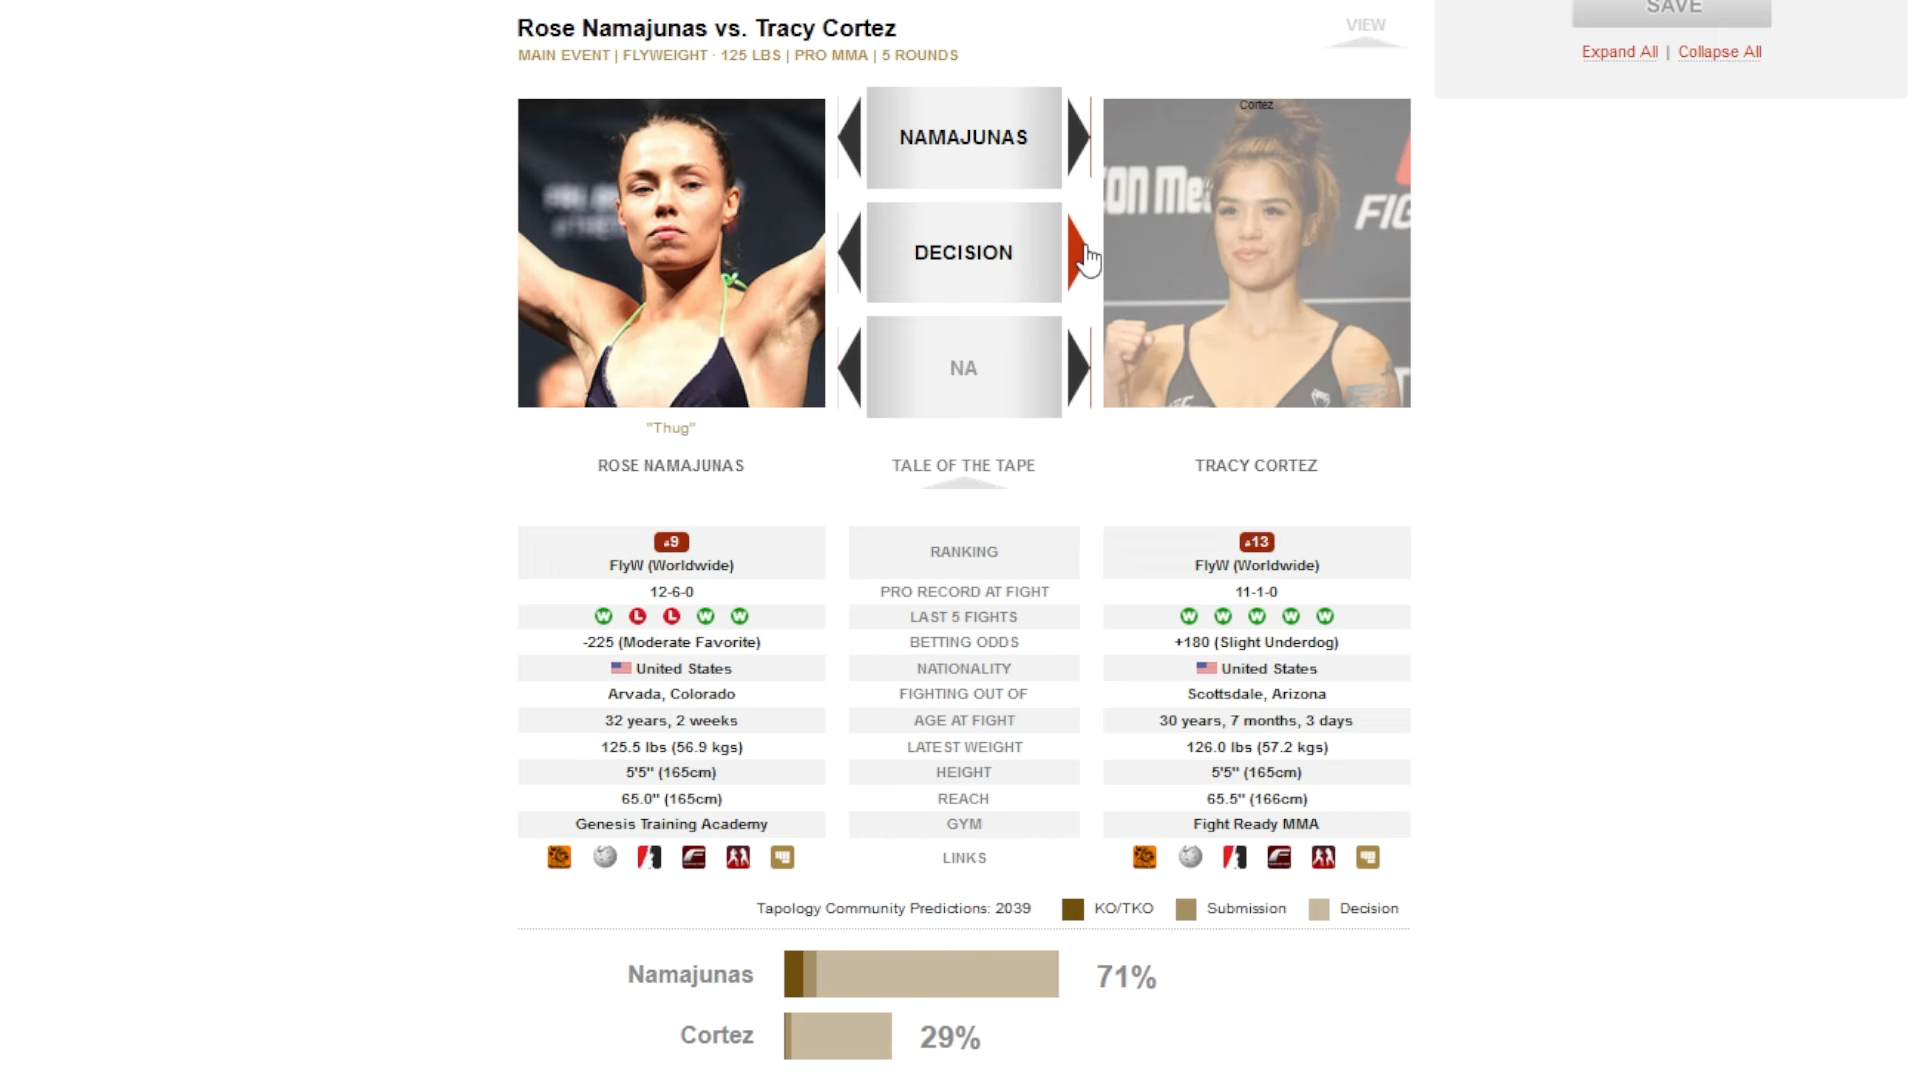 SAVE
Expand All | Collapse All
Rose Namajunas vs. Tracy Cortez
VIEW
MAIN EVENT | FLYWEIGHT · 125 LBS | PRO MMA | 5 ROUNDS
Cortez
NAMAJUNAS
DECISION
NA
"Thug"
ROSE NAMAJUNAS TALE OF THE TAPE TRACY CORTEZ
#9 RANKING #13
FlyW (Worldwide) FlyW (Worldwide)
12-6-0 PRO RECORD AT FIGHT 11-1-0
W L L W W LAST 5 FIGHTS W W W W W
-225 (Moderate Favorite) BETTING ODDS +180 (Slight Underdog)
United States NATIONALITY United States
Arvada, Colorado FIGHTING OUT OF Scottsdale, Arizona
32 years, 2 weeks AGE AT FIGHT 30 years, 7 months, 3 days
125.5 lbs (56.9 kgs) LATEST WEIGHT 126.0 lbs (57.2 kgs)
5'5" (165cm) HEIGHT 5'5" (165cm)
65.0" (165cm) REACH 65.5" (166cm)
Genesis Training Academy GYM Fight Ready MMA
LINKS
Tapology Community Predictions: 2039 KO/TKO Submission Decision
Namajunas 71%
Cortez 29%